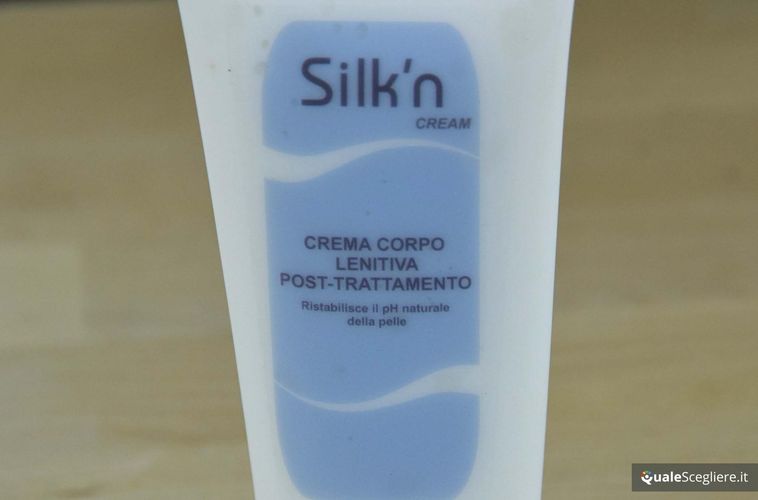 Silk'n
CREAM
CREMA CORPO
LENITIVA
POST-TRATTAMENTO
Ristabilisce il pH naturale
della pelle
QualeScegliere.it